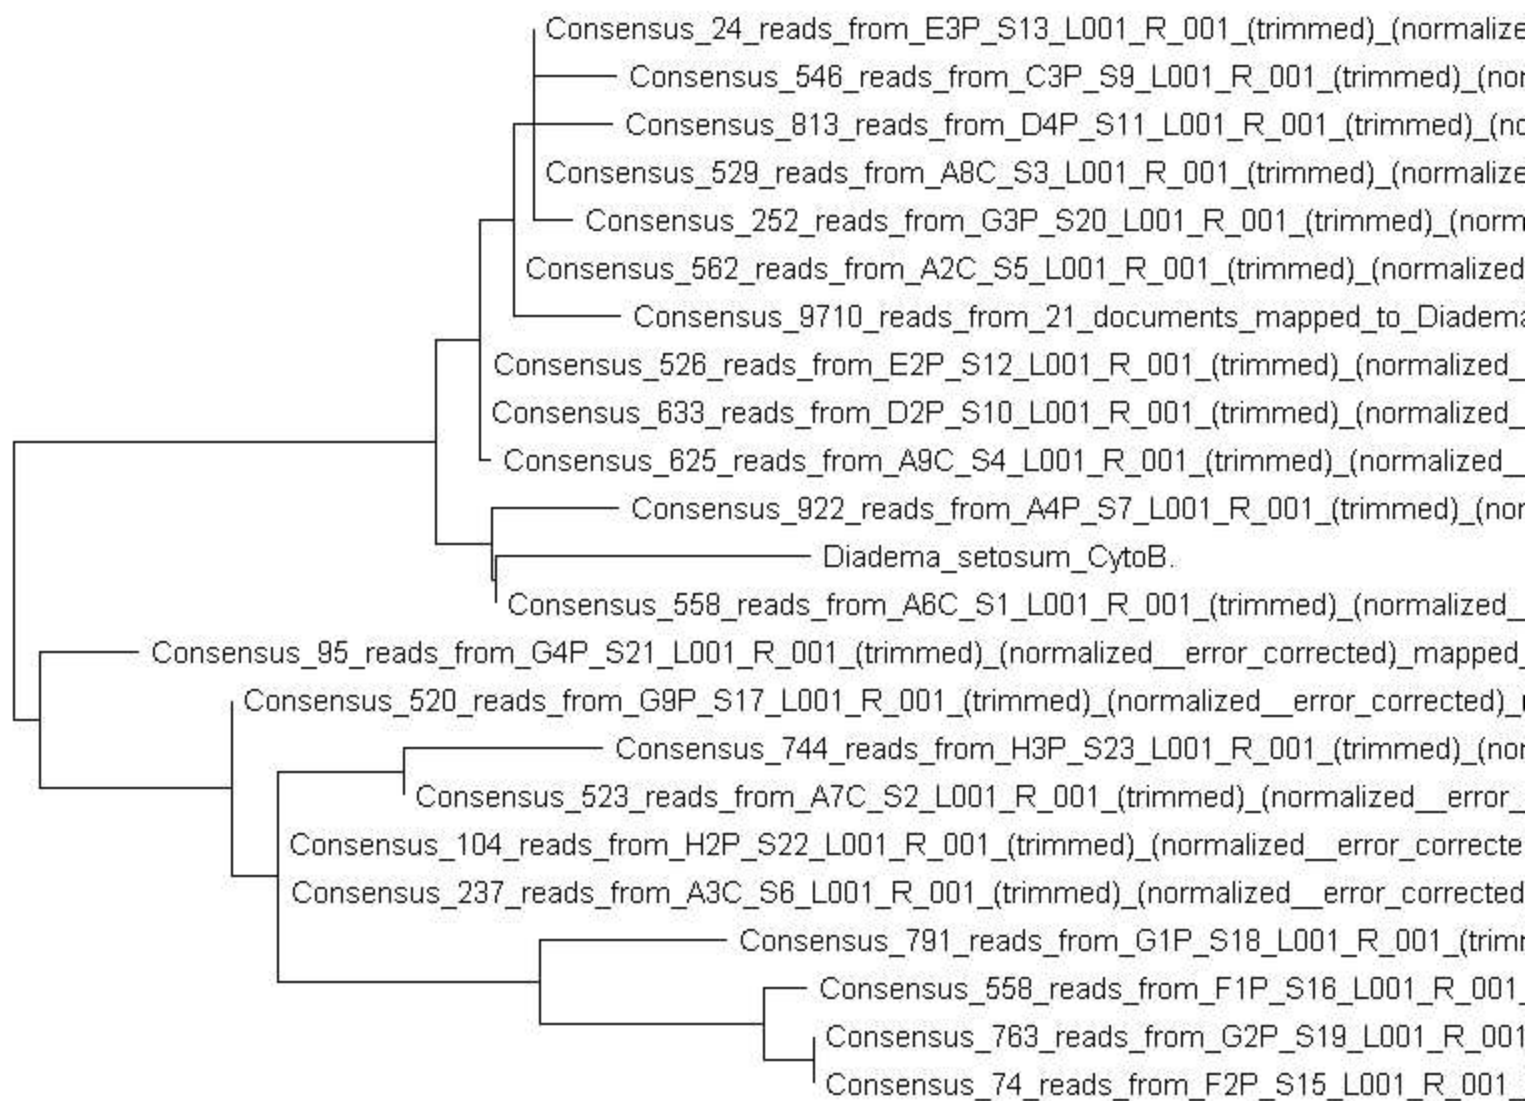 Consensus_24_reads_from_E3P_S13_L001_R_001_(trimmed)_(normalize
Consensus_546_reads_from_C3P_S9_L001_R_001_(trimmed)_(nor
Consensus_813_reads_from_D4P_S11_L001_R_001_(trimmed)_(no
Consensus_529_reads_from_A8C_S3_L001_R_001_(trimmed)_(normalize
Consensus_252_reads_from_G3P_S20_L001_R_001_(trimmed)_(norm
Consensus_562_reads_from_A2C_S5_L001_R_001_(trimmed)_(normalized
Consensus_9710_reads_from_21_documents_mapped_to_Diadema
Consensus_526_reads_from_E2P_S12_L001_R_001_(trimmed)_(normalized_
Consensus_633_reads_from_D2P_S10_L001_R_001_(trimmed)_(normalized_
Consensus_625_reads_from_A9C_S4_L001_R_001_(trimmed)_(normalized__
Consensus_922_reads_from_A4P_S7_L001_R_001_(trimmed)_(nor
Diadema_setosum_CytoB.
Consensus_558_reads_from_A6C_S1_L001_R_001_(trimmed)_(normalized__
Consensus_95_reads_from_G4P_S21_L001_R_001_(trimmed)_(normalized__error_corrected)_mapped_
Consensus_520_reads_from_G9P_S17_L001_R_001_(trimmed)_(normalized__error_corrected)_
Consensus_744_reads_from_H3P_S23_L001_R_001_(trimmed)_(nor
Consensus_523_reads_from_A7C_S2_L001_R_001_(trimmed)_(normalized__error_
Consensus_104_reads_from_H2P_S22_L001_R_001_(trimmed)_(normalized__error_correcte
Consensus_237_reads_from_A3C_S6_L001_R_001_(trimmed)_(normalized__error_corrected
Consensus_791_reads_from_G1P_S18_L001_R_001_(trim
Consensus_558_reads_from_F1P_S16_L001_R_001_
Consensus_763_reads_from_G2P_S19_L001_R_001
Consensus_74_reads_from_F2P_S15_L001_R_001_